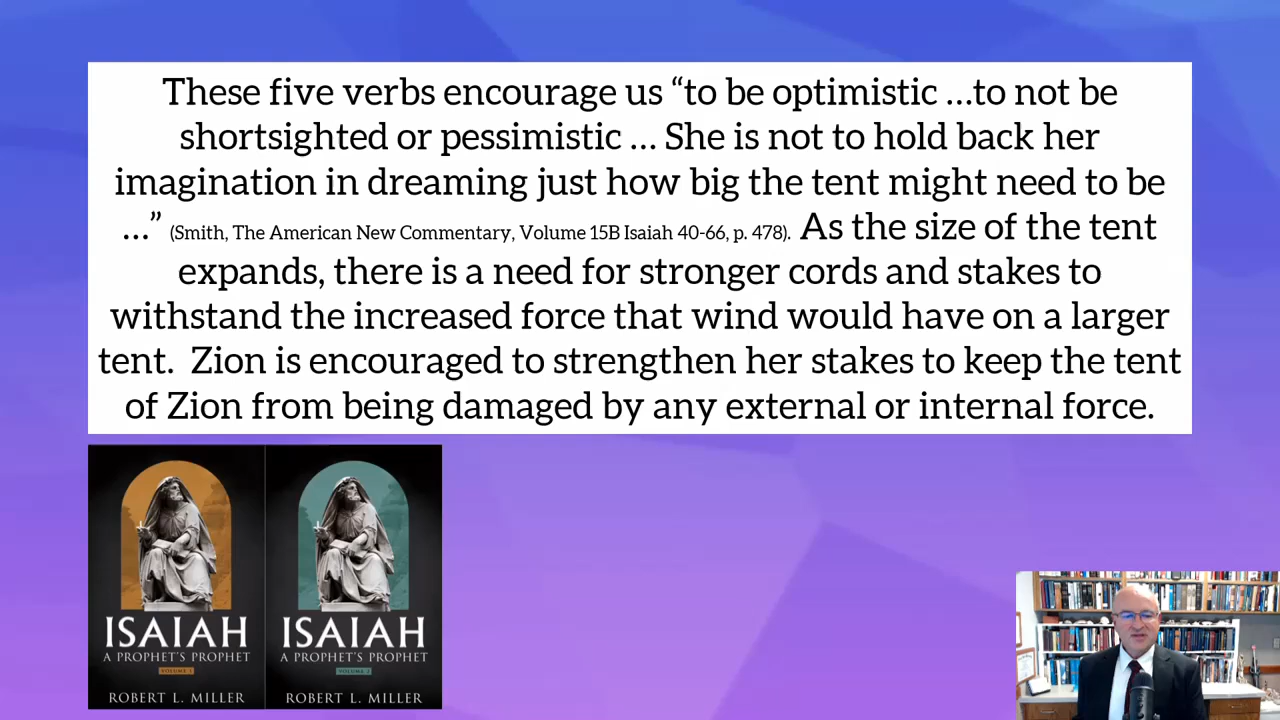 These five verbs encourage us “to be optimistic …to not be
shortsighted or pessimistic … She is not to hold back her
imagination in dreaming just how big the tent might need to be
…” (Smith, The American New Commentary, Volume 15B Isaiah 40-66, p. 478). As the size of the tent
expands, there is a need for stronger cords and stakes to
withstand the increased force that wind would have on a larger
tent. Zion is encouraged to strengthen her stakes to keep the tent
of Zion from being damaged by any external or internal force.
ISAIAH
A PROPHET'S PROPHET
VOLUME 1
ROBERT L. MILLER
ISAIAH
A PROPHET'S PROPHET
VOLUME 2
ROBERT L. MILLER